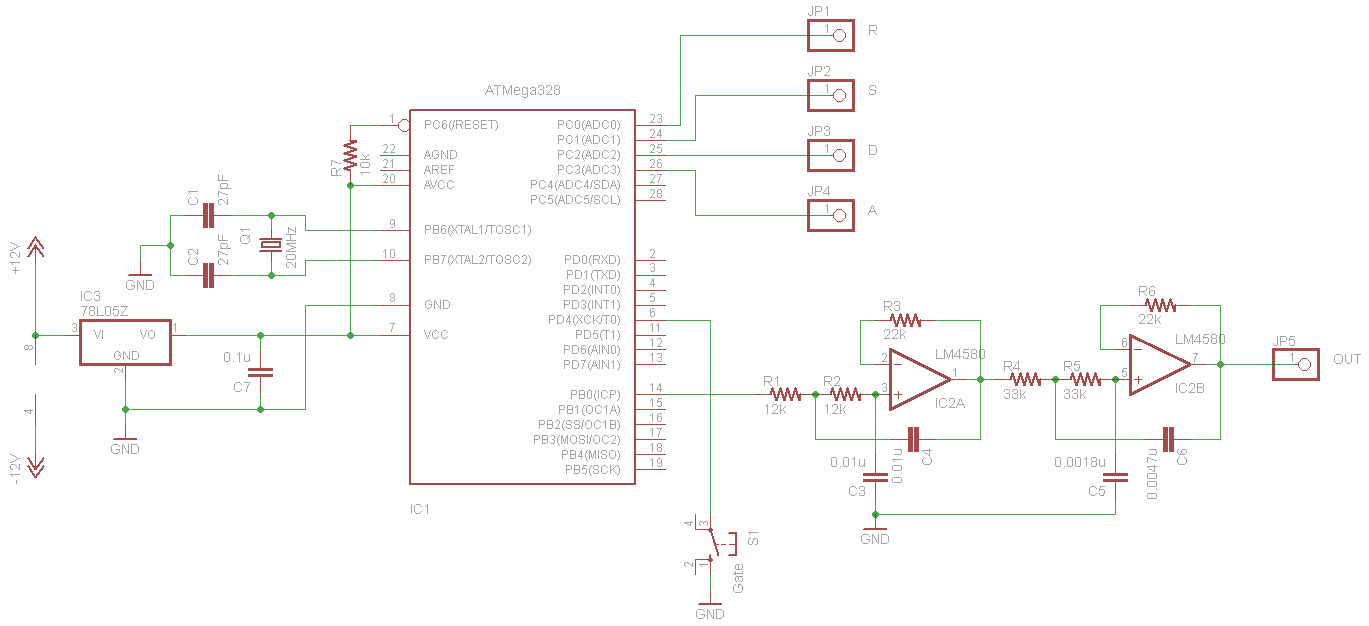 JP1
1
R
JP2
1
S
JP3
1
D
JP4
1
A
ATMega328
1
PC6(/RESET)
22
AGND
21
AREF
20
AVCC
9
PB6(XTAL1/TOSC1)
10
PB7(XTAL2/TOSC2)
8
GND
7
VCC
PC0(ADC0)
23
PC1(ADC1)
24
PC2(ADC2)
25
PC3(ADC3)
26
PC4(ADC4/SDA)
27
PC5(ADC5/SCL)
28
PD0(RXD)
2
PD1(TXD)
3
PD2(INT0)
4
PD3(INT1)
5
PD4(XCK/T0)
6
PD5(T1)
11
PD6(AIN0)
12
PD7(AIN1)
13
PB0(ICP)
14
PB1(OC1A)
15
PB2(SS/OC1B)
16
PB3(MOSI/OC2)
17
PB4(MISO)
18
PB5(SCK)
19
IC1
R7
10k
C1
27pF
C2
27pF
Q1
20MHz
GND
+12V
8
4
-12V
IC3
78L05Z
3
VI
VO
1
GND
2
0.1u
C7
GND
4
3
2
1
S1
Gate
GND
R1
12k
R2
12k
R3
22k
2
3
1
LM4580
IC2A
0.01u
C3
0.01u
C4
GND
R4
33k
R5
33k
R6
22k
6
5
7
LM4580
IC2B
0.0018u
C5
0.0047u
C6
JP5
1
OUT